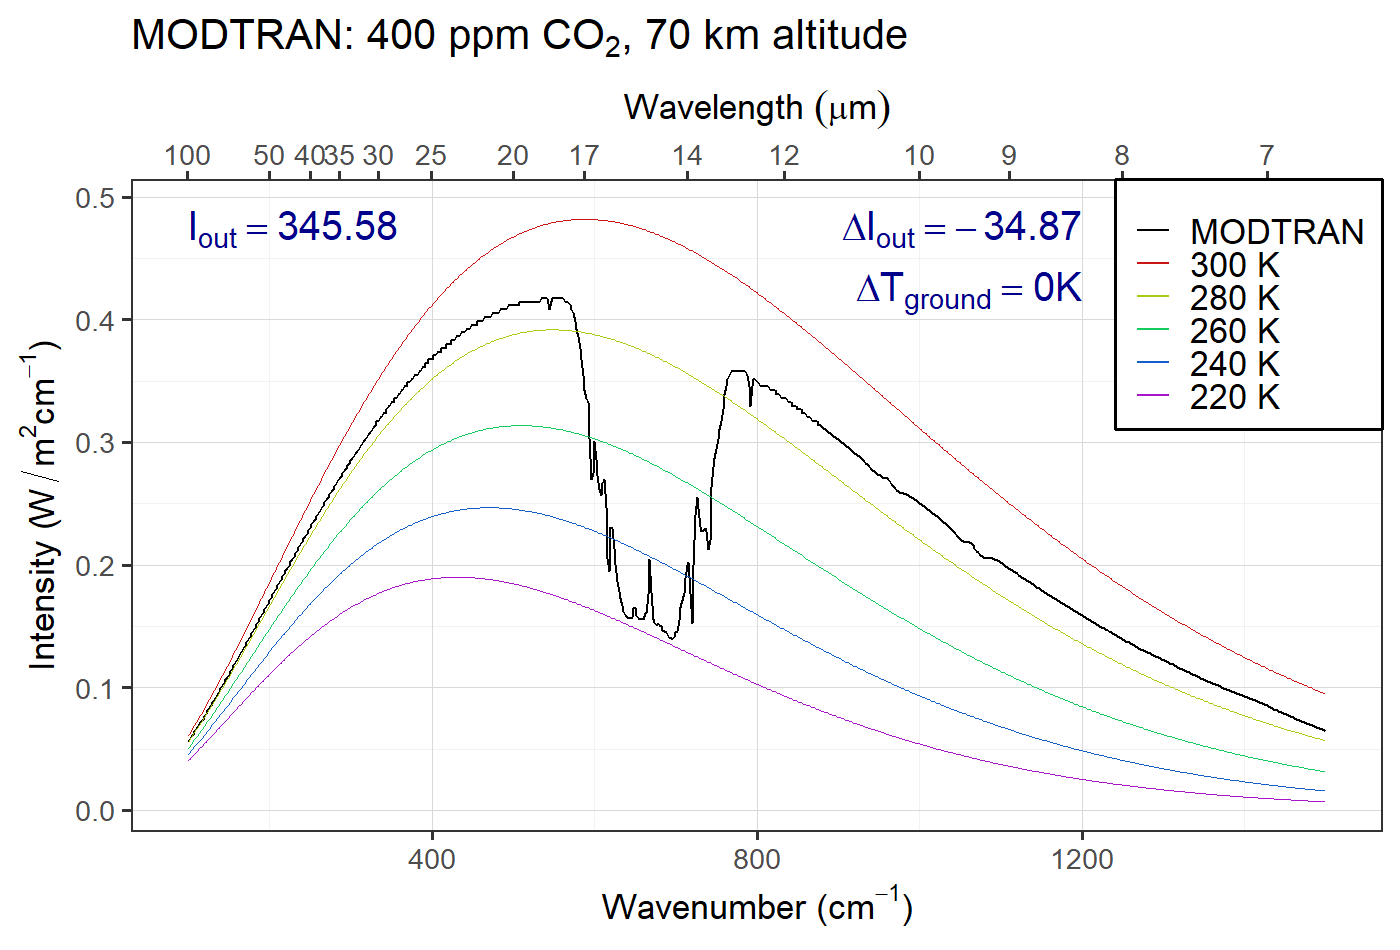 MODTRAN: 400 ppm CO₂, 70 km altitude
Wavelength (μm)
100 50 40 35 30 25 20 17 14 12 10 9 8 7
0.5
0.4
0.3
0.2
0.1
0.0
Intensity (W / m² cm⁻¹)
I_out = 345.58
ΔI_out = − 34.87
ΔT_ground = 0K
MODTRAN
300 K
280 K
260 K
240 K
220 K
400 800 1200
Wavenumber (cm⁻¹)